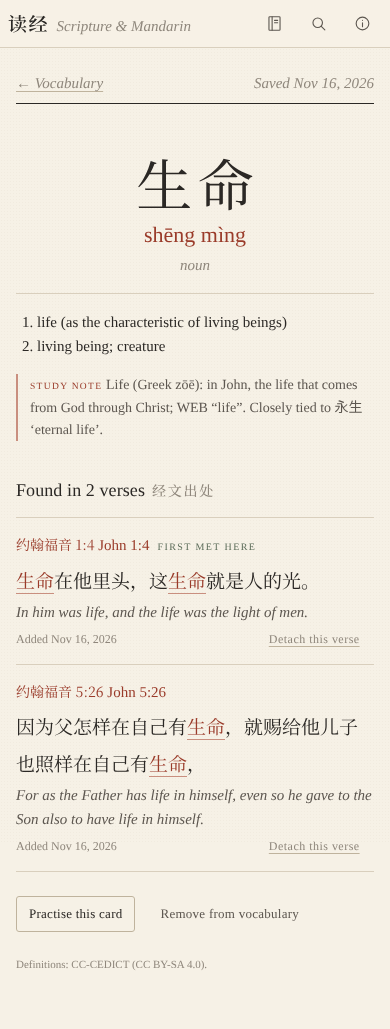 读经 Scripture & Mandarin
← Vocabulary Saved Nov 16, 2026
生命
shēng mìng
noun
1. life (as the characteristic of living beings)
2. living being; creature
STUDY NOTE Life (Greek zōē): in John, the life that comes
from God through Christ; WEB “life”. Closely tied to 永生
‘eternal life’.
Found in 2 verses 经文出处
约翰福音 1:4 John 1:4 FIRST MET HERE
生命在他里头，这生命就是人的光。
In him was life, and the life was the light of men.
Added Nov 16, 2026 Detach this verse
约翰福音 5:26 John 5:26
因为父怎样在自己有生命，就赐给他儿子
也照样在自己有生命，
For as the Father has life in himself, even so he gave to the
Son also to have life in himself.
Added Nov 16, 2026 Detach this verse
Practise this card Remove from vocabulary
Definitions: CC-CEDICT (CC BY-SA 4.0).